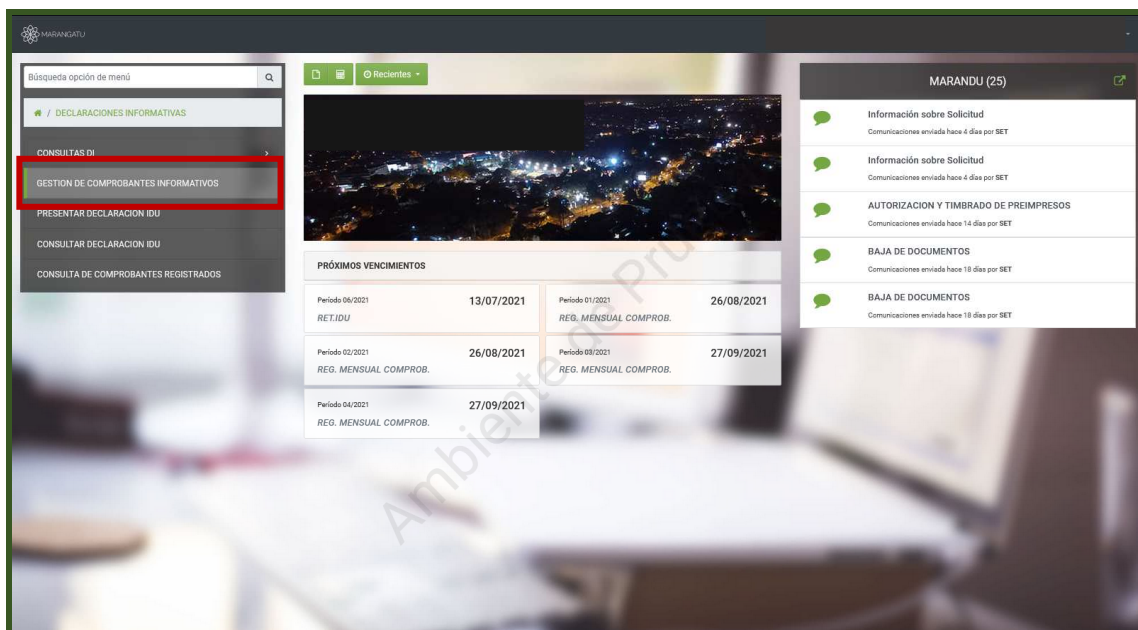 MARANGATU
Búsqueda opción de menú
/ DECLARACIONES INFORMATIVAS
CONSULTAS DI
GESTION DE COMPROBANTES INFORMATIVOS
PRESENTAR DECLARACION IDU
CONSULTAR DECLARACION IDU
CONSULTA DE COMPROBANTES REGISTRADOS
Recientes
PRÓXIMOS VENCIMIENTOS
Período 06/2021 13/07/2021
RET.IDU
Período 01/2021 26/08/2021
REG. MENSUAL COMPROB.
Período 02/2021 26/08/2021
REG. MENSUAL COMPROB.
Período 03/2021 27/09/2021
REG. MENSUAL COMPROB.
Período 04/2021 27/09/2021
REG. MENSUAL COMPROB.
Ambiente de Pru
MARANDU (25)
Información sobre Solicitud
Comunicaciones enviada hace 4 días por SET
Información sobre Solicitud
Comunicaciones enviada hace 4 días por SET
AUTORIZACION Y TIMBRADO DE PREIMPRESOS
Comunicaciones enviada hace 14 días por SET
BAJA DE DOCUMENTOS
Comunicaciones enviada hace 18 días por SET
BAJA DE DOCUMENTOS
Comunicaciones enviada hace 18 días por SET